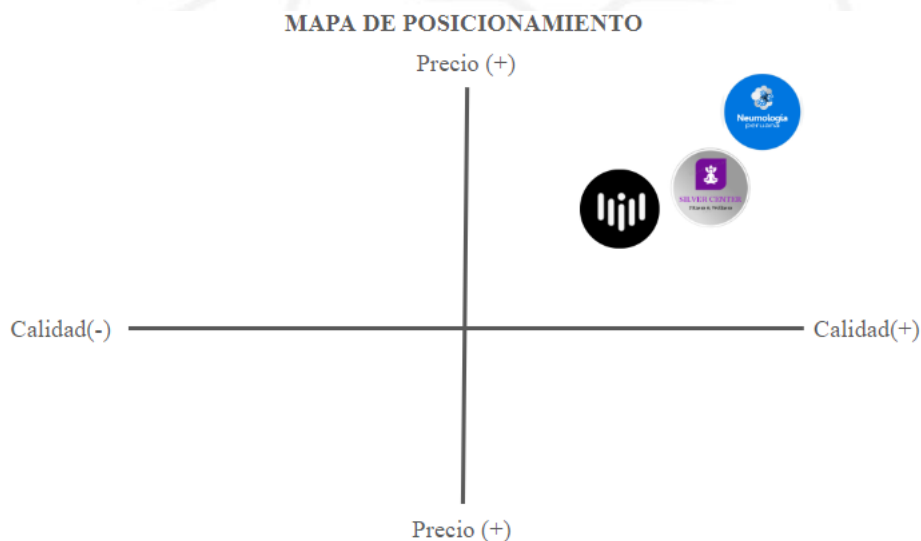 MAPA DE POSICIONAMIENTO
Precio (+)
Neumología
peruana
SILVER CENTER
Calidad(-)
Calidad(+)
Precio (+)